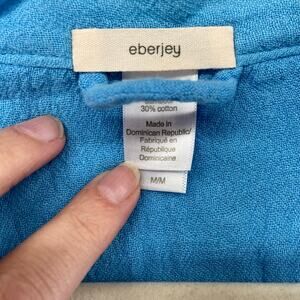 eberjey
30% cotton
Made In
Dominican Republic/
Fabriqué en
République
Dominicaine
M/M